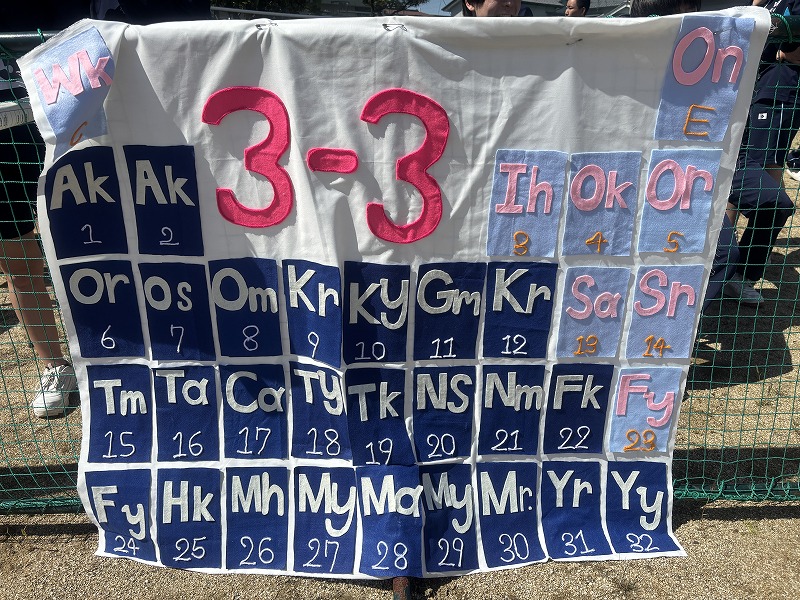 Wk On
6 E
3-3
Ak Ak Ih Ok Or
1 2 3 4 5
Or Os Om Kr Ky Gm Kr Sa Sr
6 7 8 9 10 11 12 13 14
Tm Ta Ca Ty Tk NS Nm Fk Fy
15 16 17 18 19 20 21 22 23
Fy Hk Mh My Ma My Mr. Yr Yy
24 25 26 27 28 29 30 31 32